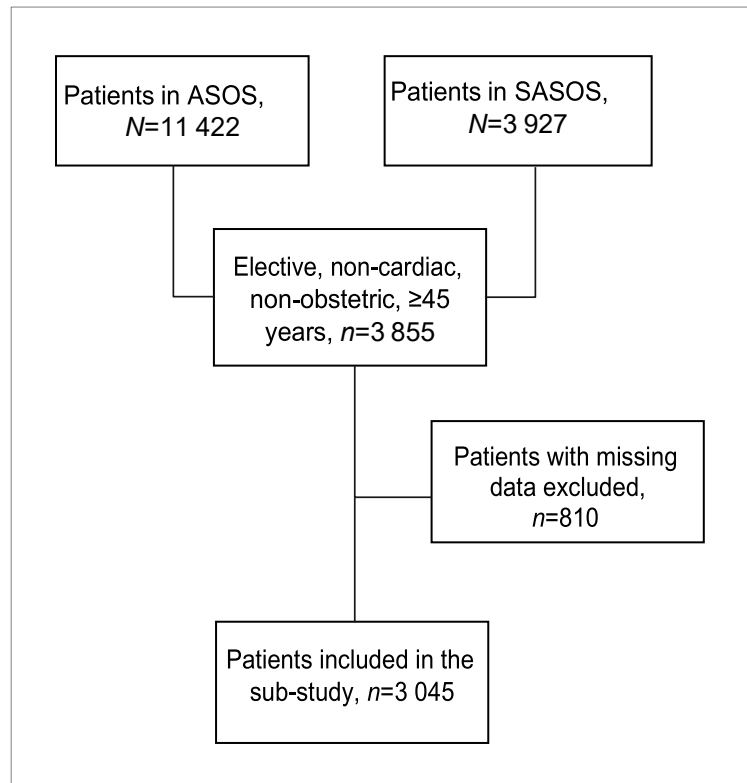 Patients in ASOS,
N=11 422
Patients in SASOS,
N=3 927
Elective, non-cardiac,
non-obstetric, ≥45
years, n=3 855
Patients with missing
data excluded,
n=810
Patients included in the
sub-study, n=3 045